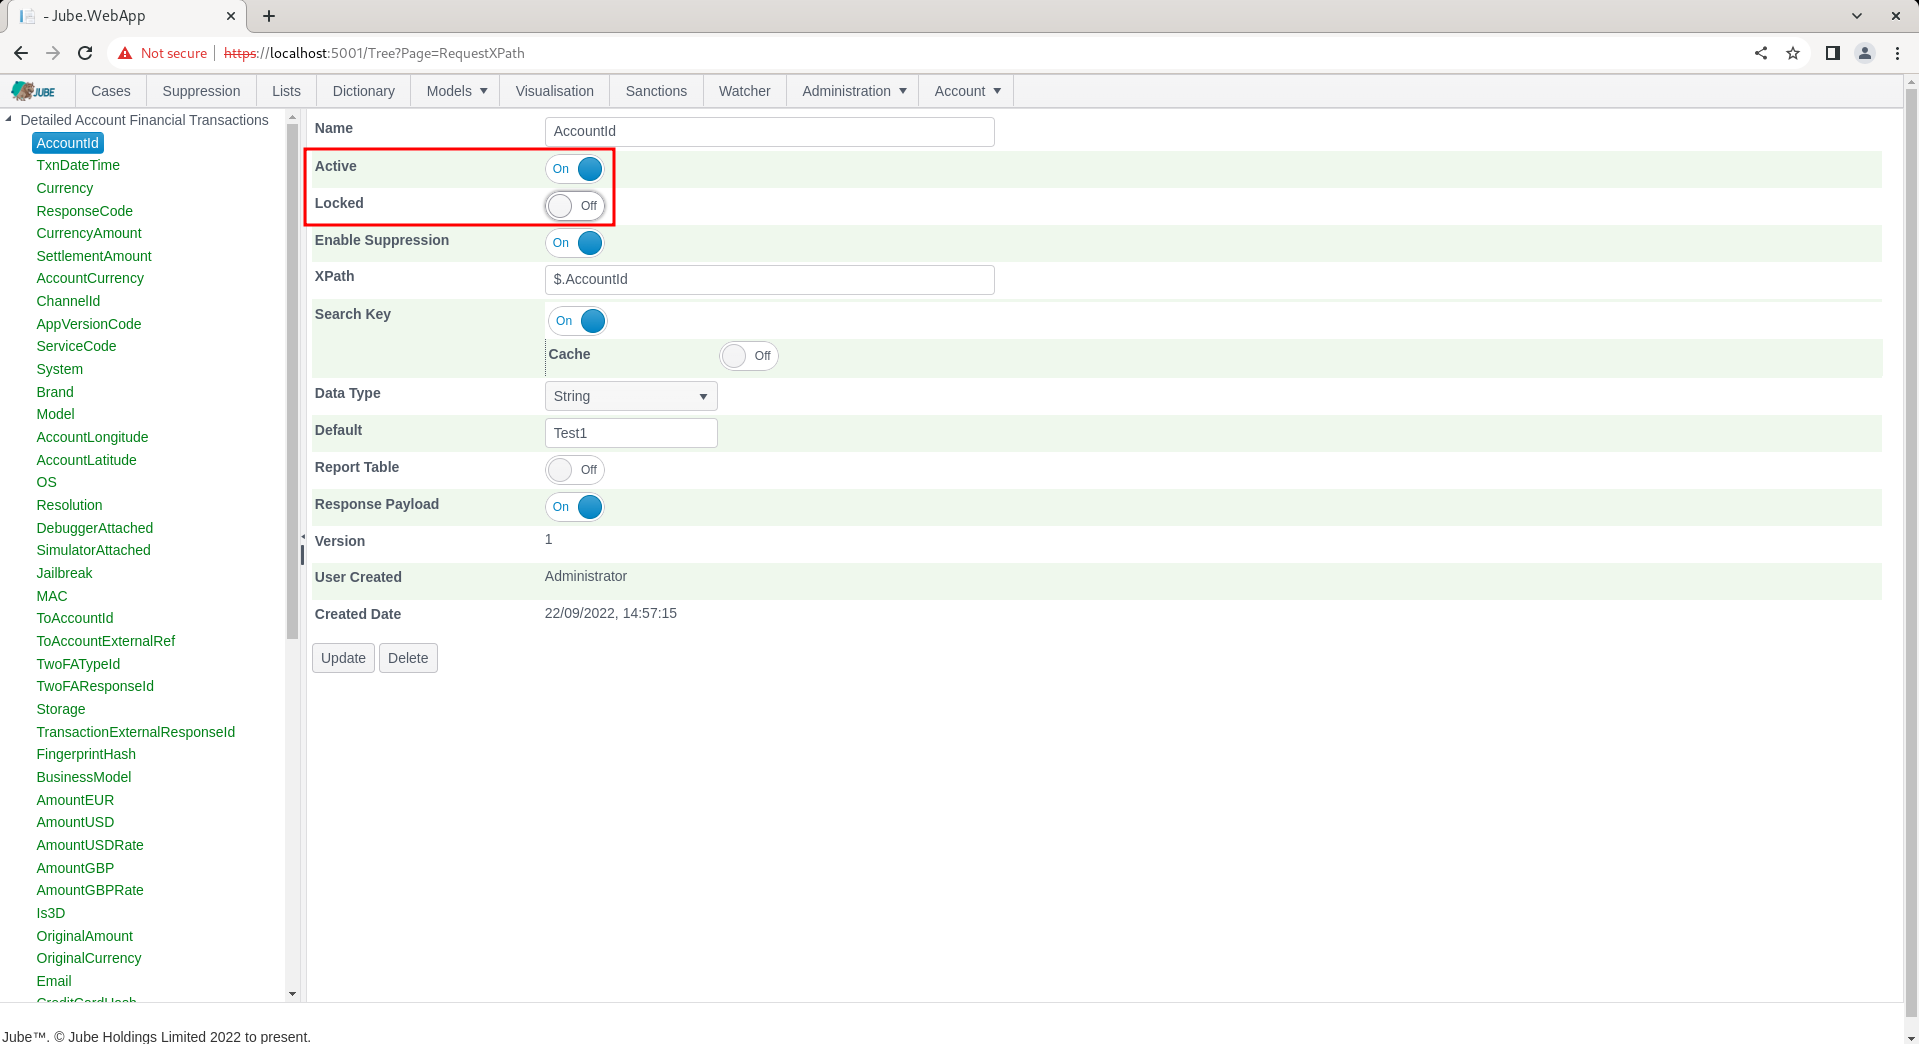 - Jube.WebApp
Not secure https://localhost:5001/Tree?Page=RequestXPath
JUBE Cases Suppression Lists Dictionary Models Visualisation Sanctions Watcher Administration Account
Detailed Account Financial Transactions
AccountId
TxnDateTime
Currency
ResponseCode
CurrencyAmount
SettlementAmount
AccountCurrency
ChannelId
AppVersionCode
ServiceCode
System
Brand
Model
AccountLongitude
AccountLatitude
OS
Resolution
DebuggerAttached
SimulatorAttached
Jailbreak
MAC
ToAccountId
ToAccountExternalRef
TwoFATypeId
TwoFAResponseId
Storage
TransactionExternalResponseId
FingerprintHash
BusinessModel
AmountEUR
AmountUSD
AmountUSDRate
AmountGBP
AmountGBPRate
Is3D
OriginalAmount
OriginalCurrency
Email
CreditCardHash
Name AccountId
Active On
Locked Off
Enable Suppression On
XPath $.AccountId
Search Key On
Cache Off
Data Type String
Default Test1
Report Table Off
Response Payload On
Version 1
User Created Administrator
Created Date 22/09/2022, 14:57:15
Update Delete
Jube™. © Jube Holdings Limited 2022 to present.